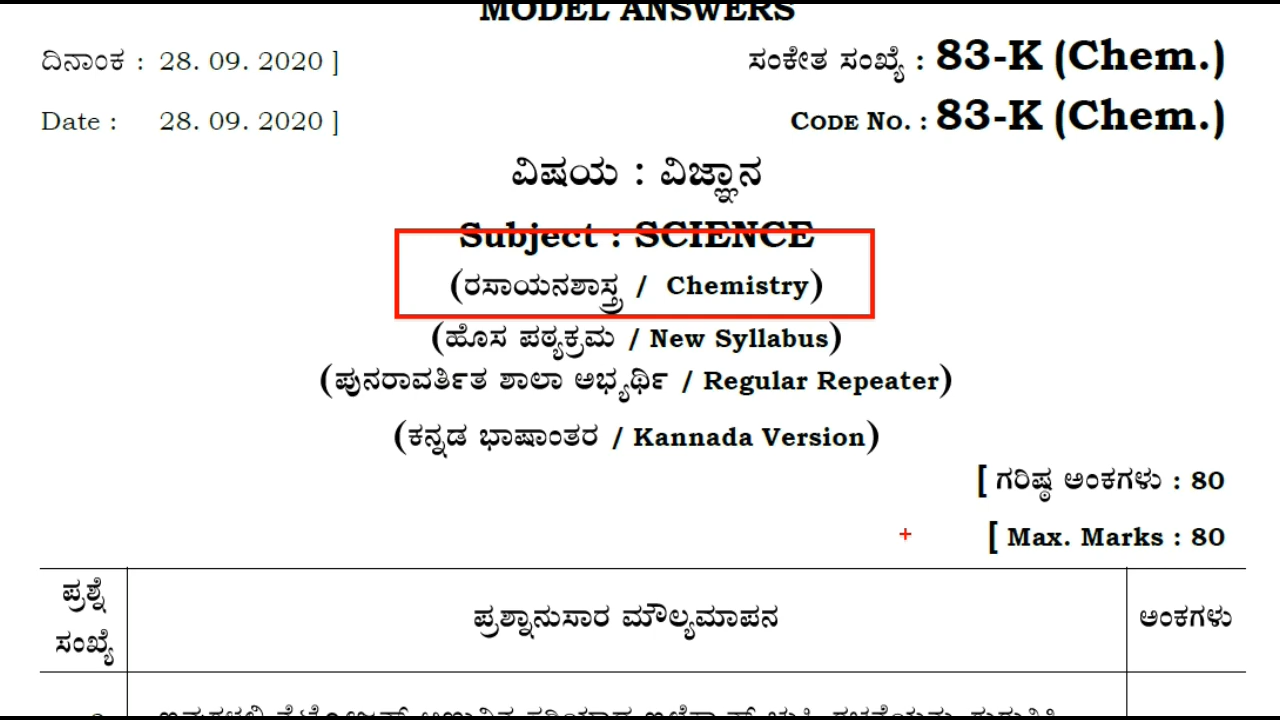 MODEL ANSWERS
ದಿನಾಂಕ : 28. 09. 2020 ] ಸಂಕೇತ ಸಂಖ್ಯೆ : 83-K (Chem.)
Date : 28. 09. 2020 ] CODE NO. : 83-K (Chem.)
ವಿಷಯ : ವಿಜ್ಞಾನ
Subject : SCIENCE
(ರಸಾಯನಶಾಸ್ತ್ರ / Chemistry)
(ಹೊಸ ಪಠ್ಯಕ್ರಮ / New Syllabus)
(ಪುನರಾವರ್ತಿತ ಶಾಲಾ ಅಭ್ಯರ್ಥಿ / Regular Repeater)
(ಕನ್ನಡ ಭಾಷಾಂತರ / Kannada Version)
[ ಗರಿಷ್ಠ ಅಂಕಗಳು : 80
[ Max. Marks : 80
ಪ್ರಶ್ನೆ ಸಂಖ್ಯೆ
ಪ್ರಶ್ನಾನುಸಾರ ಮೌಲ್ಯಮಾಪನ
ಅಂಕಗಳು